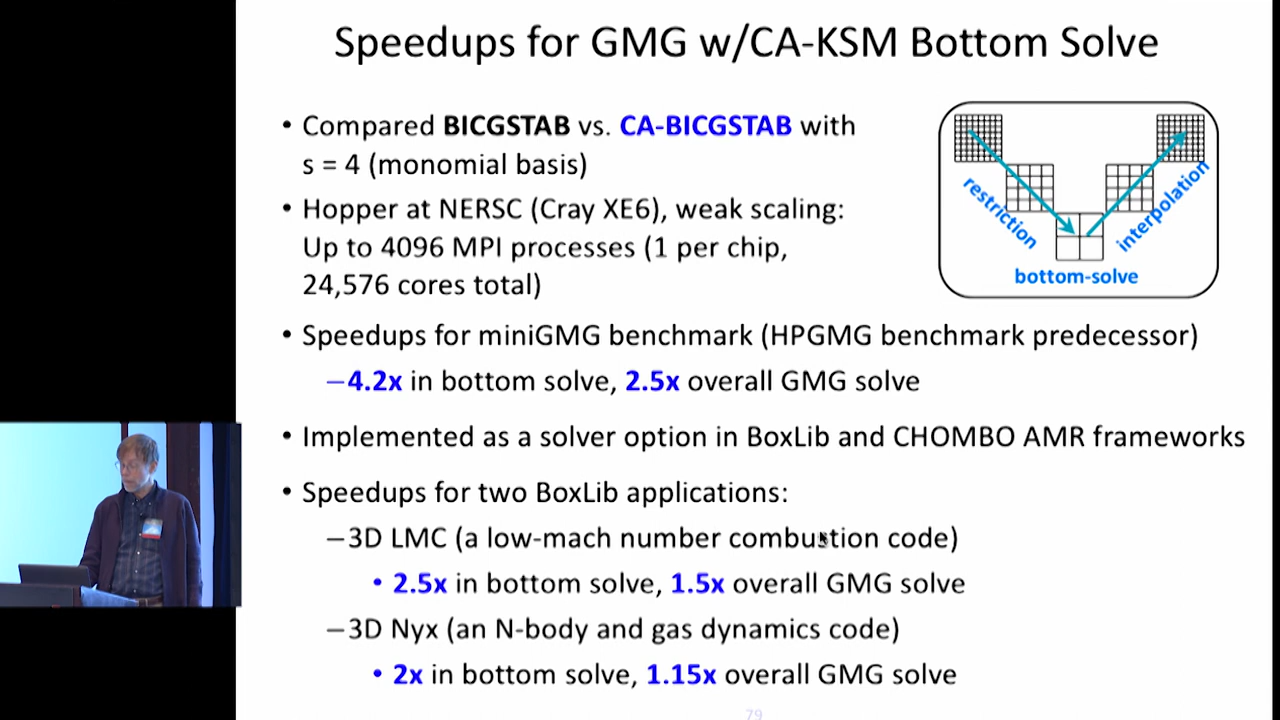 Speedups for GMG w/CA-KSM Bottom Solve
• Compared BICGSTAB vs. CA-BICGSTAB with
s = 4 (monomial basis)
• Hopper at NERSC (Cray XE6), weak scaling:
Up to 4096 MPI processes (1 per chip,
24,576 cores total)
restriction
interpolation
bottom-solve
• Speedups for miniGMG benchmark (HPGMG benchmark predecessor)
–4.2x in bottom solve, 2.5x overall GMG solve
• Implemented as a solver option in BoxLib and CHOMBO AMR frameworks
• Speedups for two BoxLib applications:
–3D LMC (a low-mach number combustion code)
• 2.5x in bottom solve, 1.5x overall GMG solve
–3D Nyx (an N-body and gas dynamics code)
• 2x in bottom solve, 1.15x overall GMG solve
79